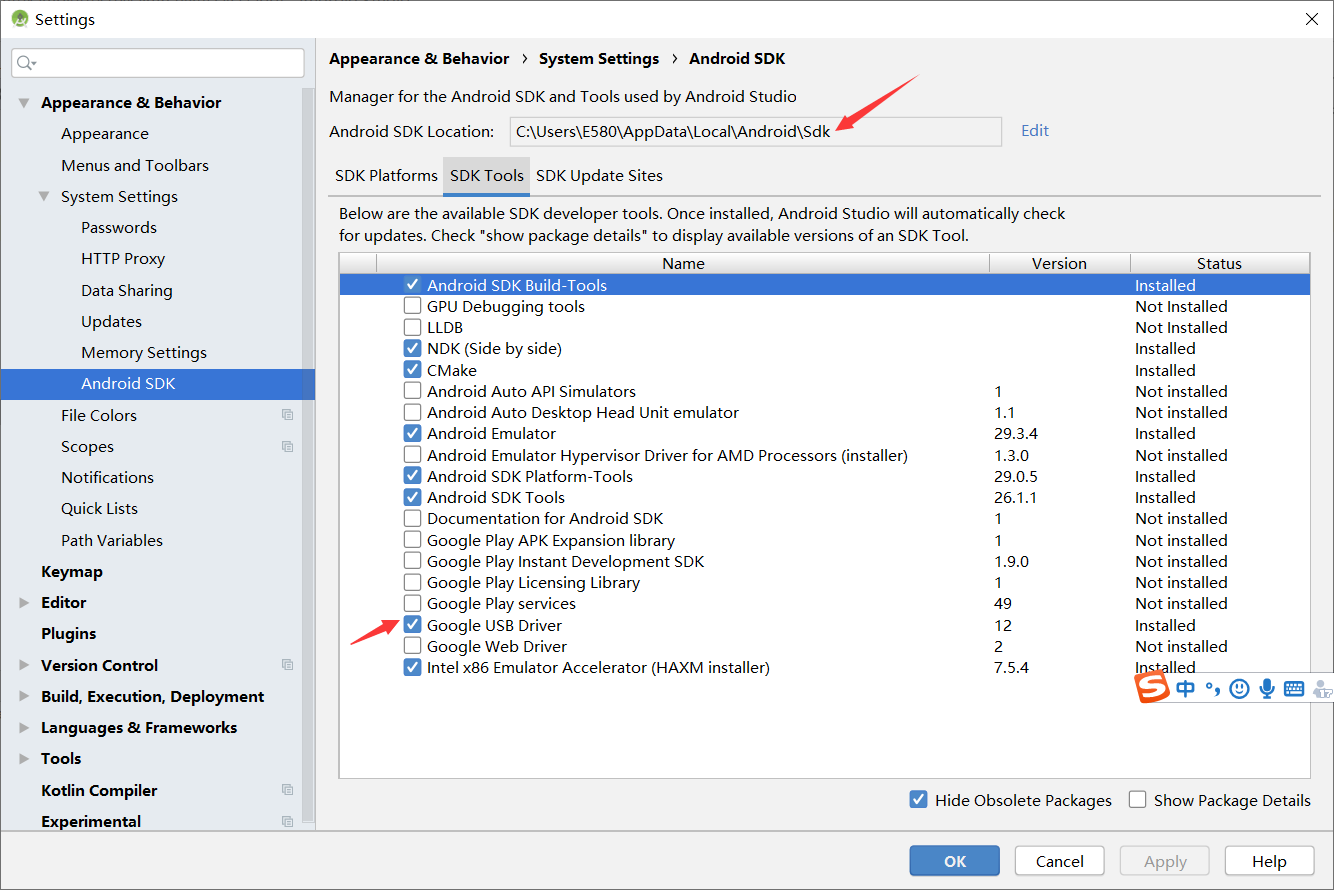 Settings
Appearance & Behavior
Appearance
Menus and Toolbars
System Settings
Passwords
HTTP Proxy
Data Sharing
Updates
Memory Settings
Android SDK
File Colors
Scopes
Notifications
Quick Lists
Path Variables
Keymap
Editor
Plugins
Version Control
Build, Execution, Deployment
Languages & Frameworks
Tools
Kotlin Compiler
Experimental
Appearance & Behavior › System Settings › Android SDK
Manager for the Android SDK and Tools used by Android Studio
Android SDK Location: C:\Users\E580\AppData\Local\Android\Sdk Edit
SDK Platforms SDK Tools SDK Update Sites
Below are the available SDK developer tools. Once installed, Android Studio will automatically check
for updates. Check "show package details" to display available versions of an SDK Tool.
Name Version Status
Android SDK Build-Tools Installed
GPU Debugging tools Not Installed
LLDB Not Installed
NDK (Side by side) Installed
CMake Installed
Android Auto API Simulators 1 Not installed
Android Auto Desktop Head Unit emulator 1.1 Not installed
Android Emulator 29.3.4 Installed
Android Emulator Hypervisor Driver for AMD Processors (installer) 1.3.0 Not installed
Android SDK Platform-Tools 29.0.5 Installed
Android SDK Tools 26.1.1 Installed
Documentation for Android SDK 1 Not installed
Google Play APK Expansion library 1 Not installed
Google Play Instant Development SDK 1.9.0 Not installed
Google Play Licensing Library 1 Not installed
Google Play services 49 Not installed
Google USB Driver 12 Installed
Google Web Driver 2 Not installed
Intel x86 Emulator Accelerator (HAXM installer) 7.5.4 Installed
S 中 °, 17
Hide Obsolete Packages Show Package Details
OK Cancel Apply Help